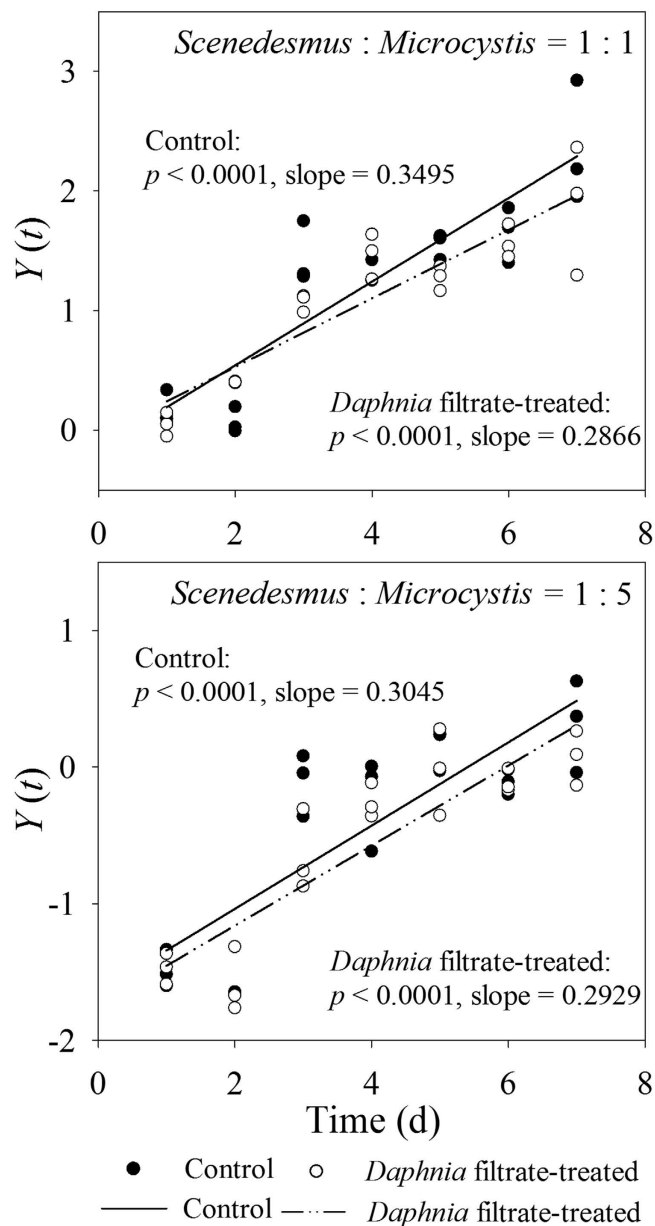 Scenedesmus : Microcystis = 1 : 1
3
Control:
p < 0.0001, slope = 0.3495
2
Y (t)
1
Daphnia filtrate-treated:
p < 0.0001, slope = 0.2866
0
0 2 4 6 8
Scenedesmus : Microcystis = 1 : 5
1
Control:
p < 0.0001, slope = 0.3045
0
Y (t)
-1
Daphnia filtrate-treated:
p < 0.0001, slope = 0.2929
-2
0 2 4 6 8
Time (d)
Control Daphnia filtrate-treated
Control Daphnia filtrate-treated